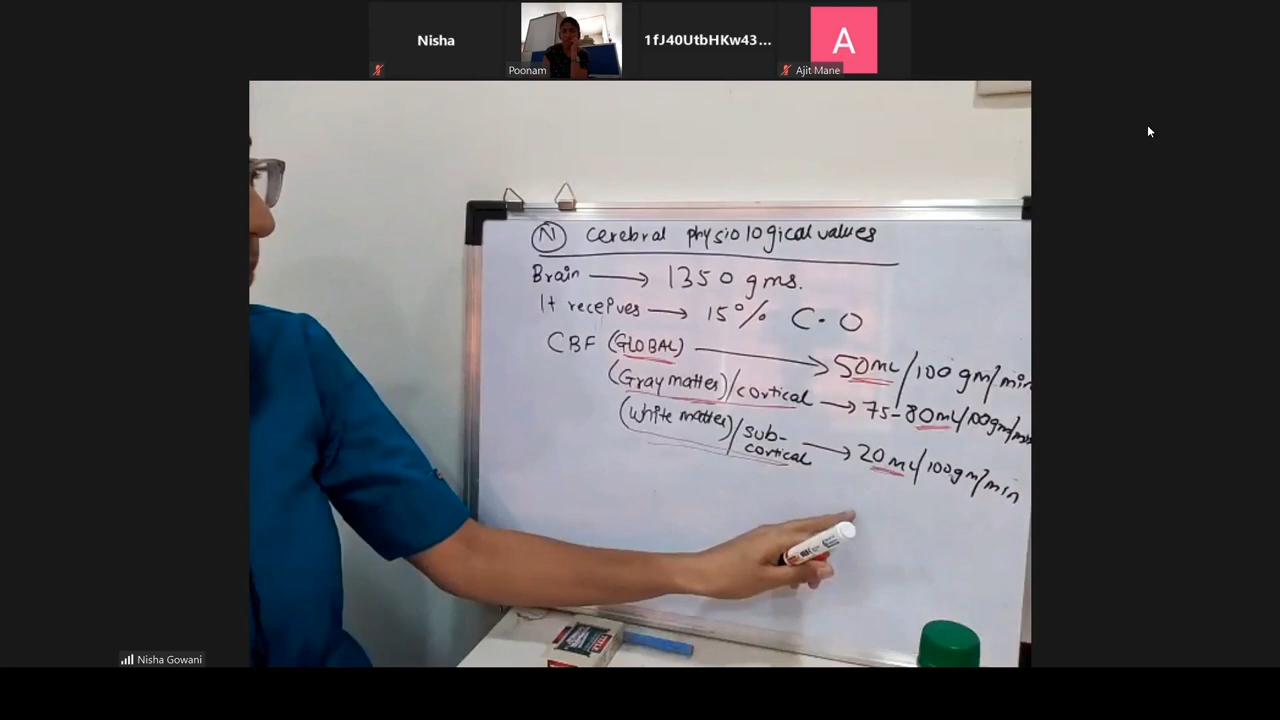 Nisha
Poonam
1fJ40UtbHKw43...
A
Ajit Mane
N cerebral physiological values
Brain → 1350 gms.
It receives → 15% C.O
CBF (GLOBAL) → 50mL/100 gm/min
(Gray matter)/cortical → 75-80mL/100gm/min
(White matter)/sub-cortical → 20mL/100gm/min
Nisha Gowani